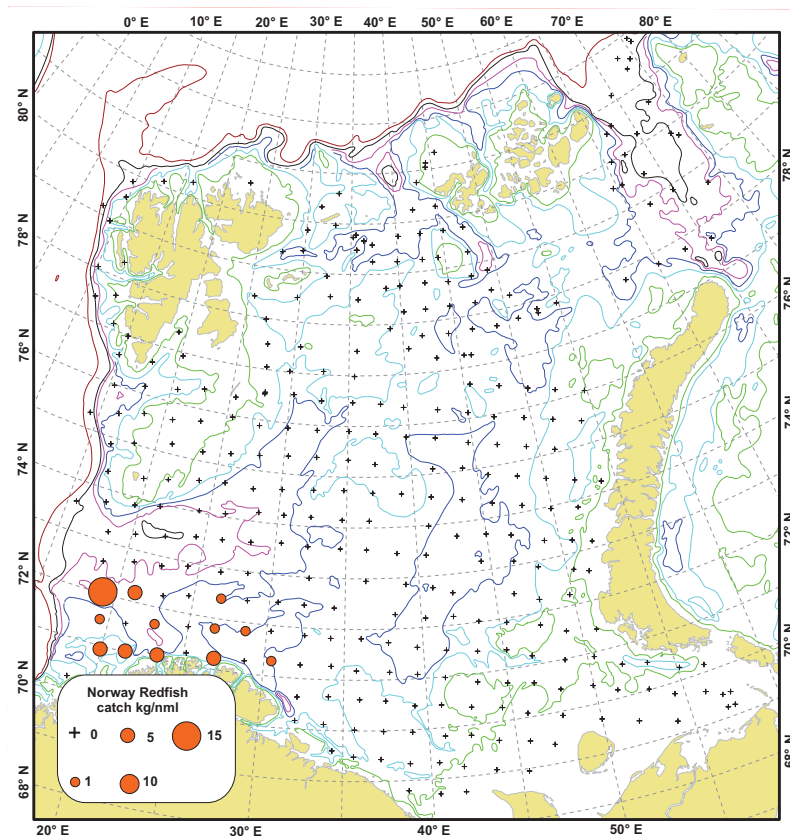 0° E 10° E 20° E 30° E 40° E 50° E 60° E 70° E 80° E
80° N
78° N
76° N
74° N
72° N
70° N
68° N
78° N
76° N
74° N
72° N
70° N
68° N
Norway Redfish
catch kg/nml
0 5 15
1 10
20° E 30° E 40° E 50° E